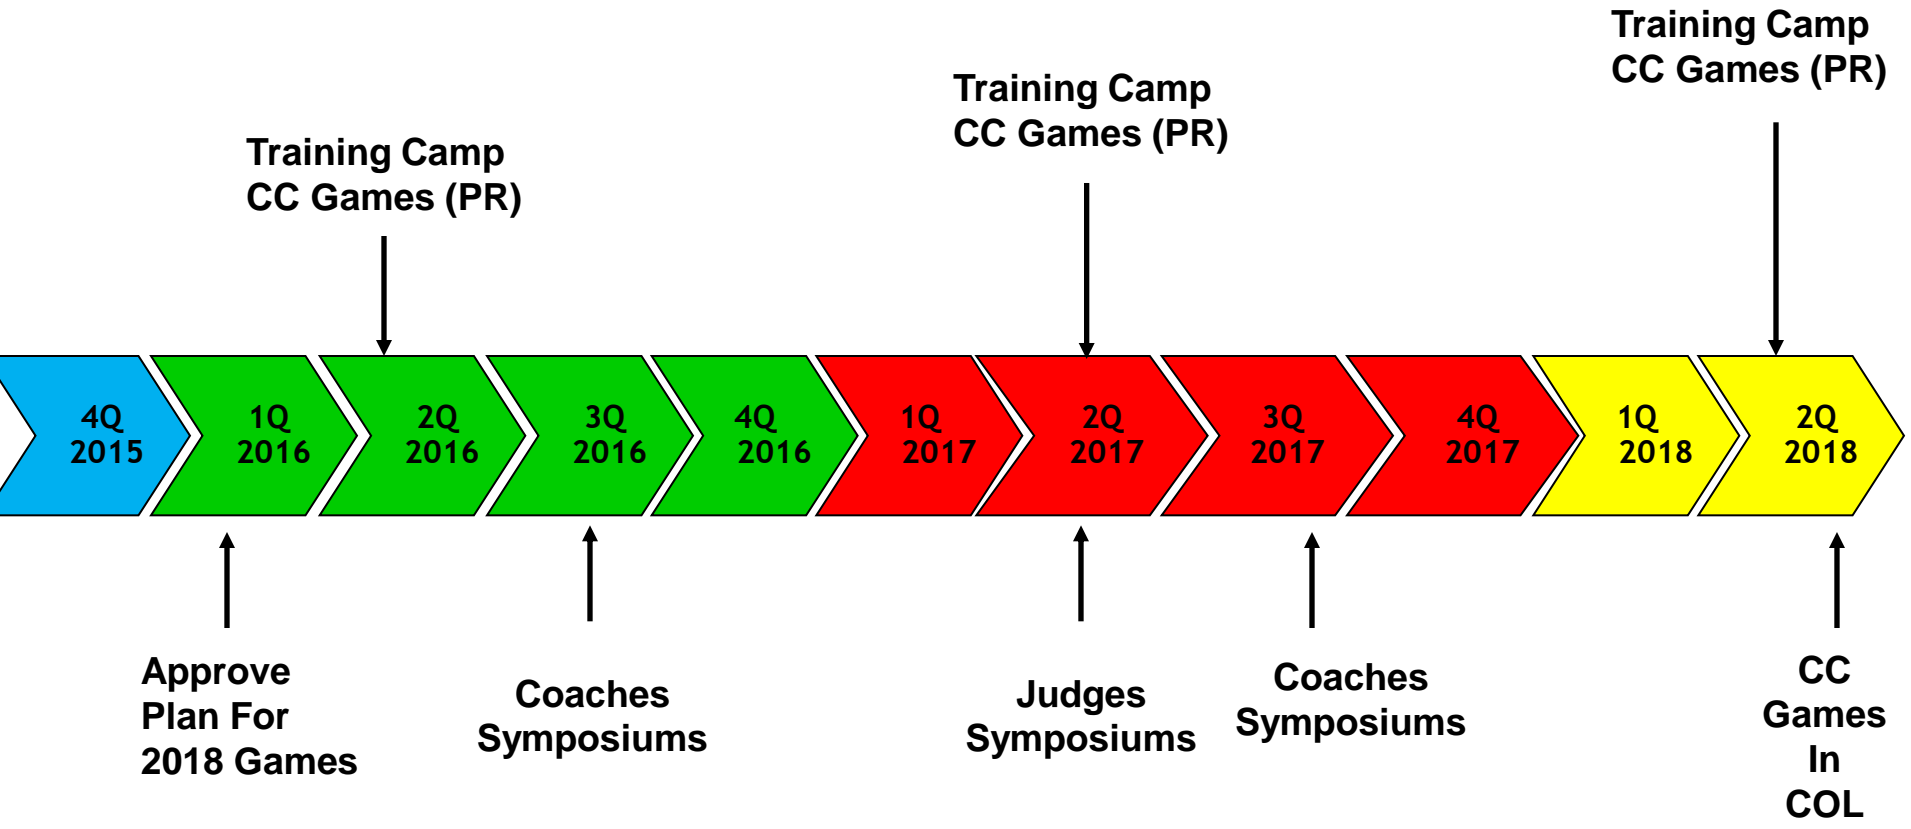 Training Camp
CC Games (PR)
Training Camp
CC Games (PR)
Training Camp
CC Games (PR)
4Q
2015
1Q
2016
2Q
2016
3Q
2016
4Q
2016
1Q
2017
2Q
2017
3Q
2017
4Q
2017
1Q
2018
2Q
2018
Approve
Plan For
2018 Games
Coaches
Symposiums
Judges
Symposiums
Coaches
Symposiums
CC
Games
In
COL